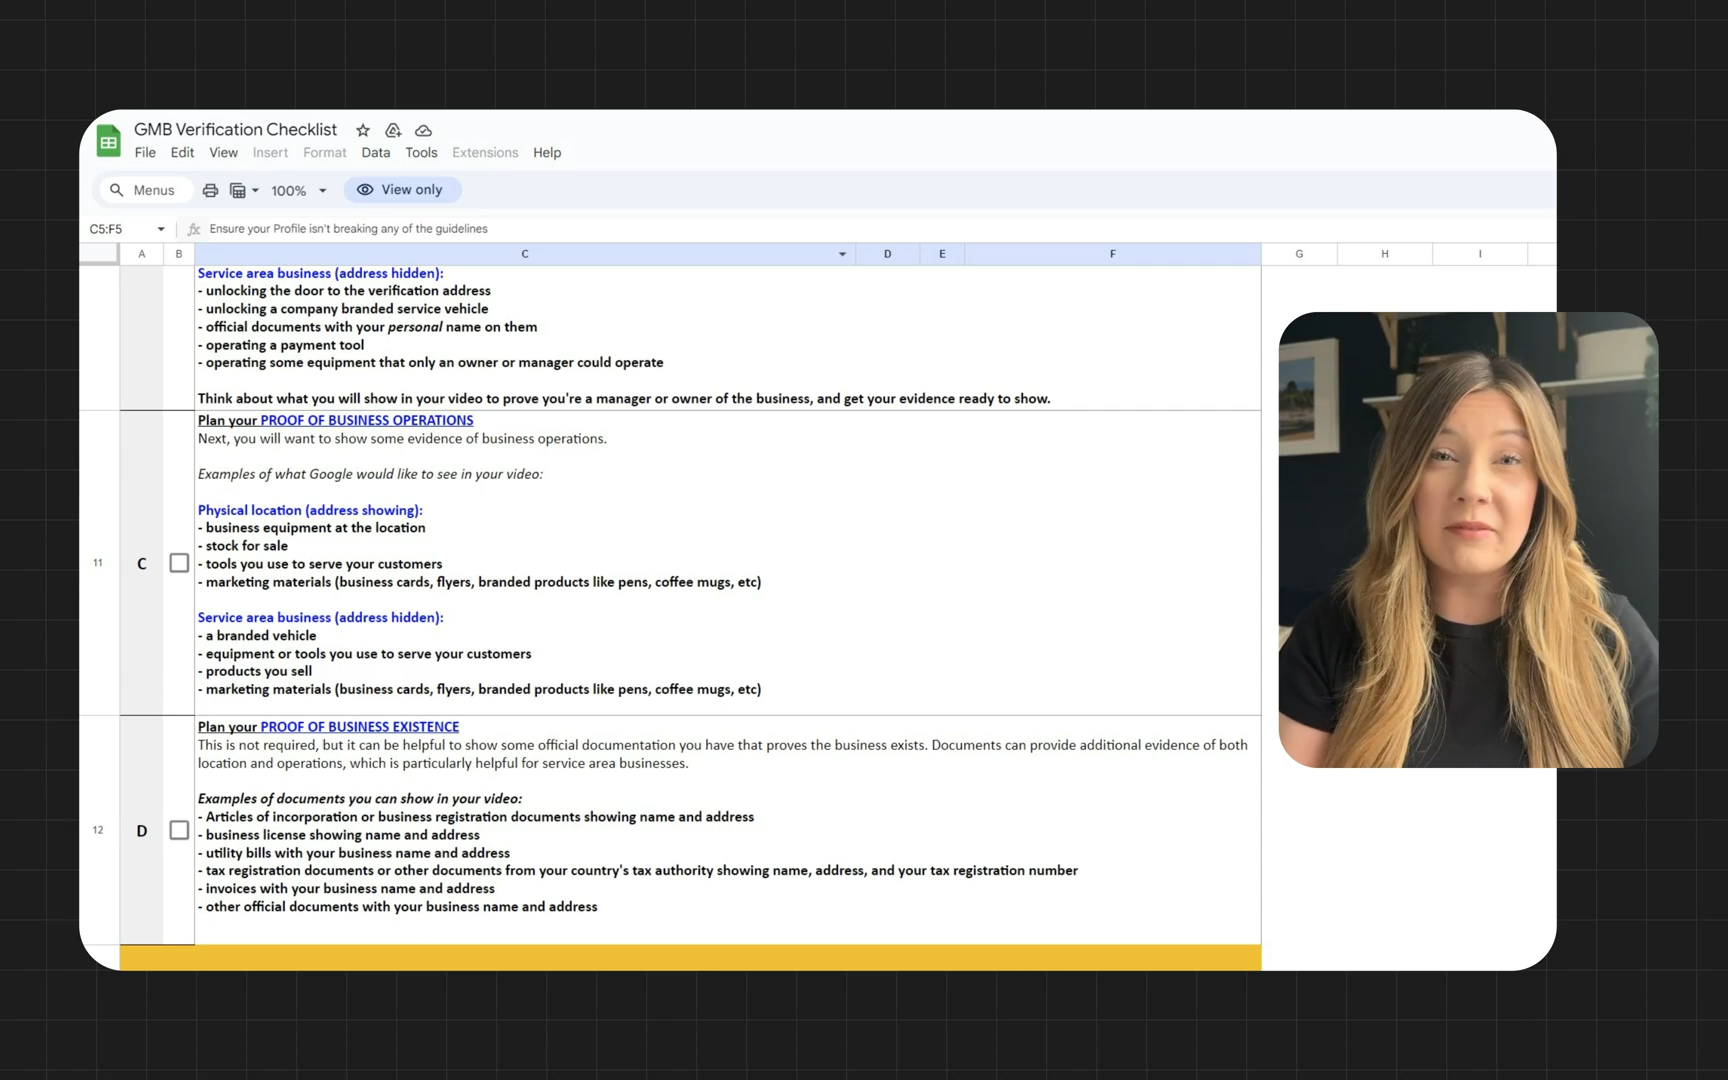 GMB Verification Checklist
File Edit View Insert Format Data Tools Extensions Help
Menus 100% View only
C5:F5 fx Ensure your Profile isn't breaking any of the guidelines
A B C D E F G H I
Service area business (address hidden):
- unlocking the door to the verification address
- unlocking a company branded service vehicle
- official documents with your personal name on them
- operating a payment tool
- operating some equipment that only an owner or manager could operate
Think about what you will show in your video to prove you're a manager or owner of the business, and get your evidence ready to show.
11 C
Plan your PROOF OF BUSINESS OPERATIONS
Next, you will want to show some evidence of business operations.
Examples of what Google would like to see in your video:
Physical location (address showing):
- business equipment at the location
- stock for sale
- tools you use to serve your customers
- marketing materials (business cards, flyers, branded products like pens, coffee mugs, etc)
Service area business (address hidden):
- a branded vehicle
- equipment or tools you use to serve your customers
- products you sell
- marketing materials (business cards, flyers, branded products like pens, coffee mugs, etc)
12 D
Plan your PROOF OF BUSINESS EXISTENCE
This is not required, but it can be helpful to show some official documentation you have that proves the business exists. Documents can provide additional evidence of both
location and operations, which is particularly helpful for service area businesses.
Examples of documents you can show in your video:
- Articles of incorporation or business registration documents showing name and address
- business license showing name and address
- utility bills with your business name and address
- tax registration documents or other documents from your country's tax authority showing name, address, and your tax registration number
- invoices with your business name and address
- other official documents with your business name and address